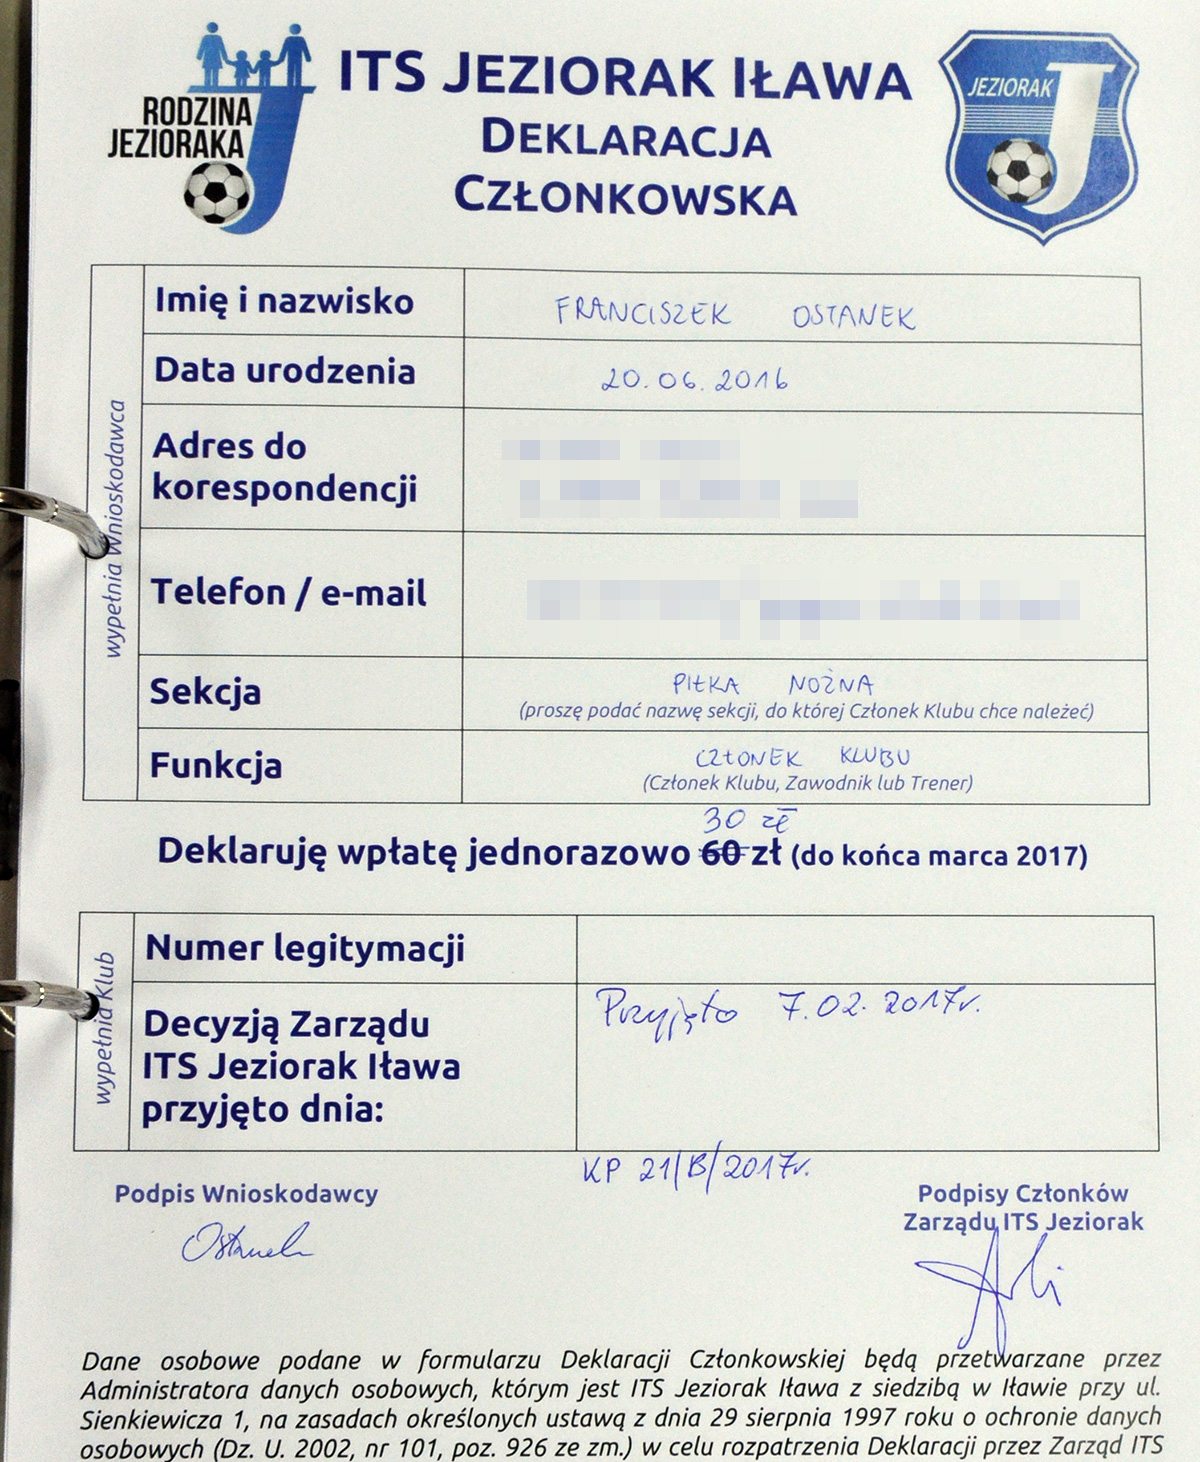 RODZINA
JEZIORAKA
ITS JEZIORAK IŁAWA
DEKLARACJA
CZŁONKOWSKA
JEZIORAK
wypełnia Wnioskodawca
Imię i nazwisko FRANCISZEK OSTANEK
Data urodzenia 20.06.2016
Adres do
korespondencji
Telefon / e-mail
Sekcja PIŁKA NOŻNA
(proszę podać nazwę sekcji, do której Członek Klubu chce należeć)
Funkcja CZŁONEK KLUBU
(Członek Klubu, Zawodnik lub Trener)
30 zł
Deklaruję wpłatę jednorazowo 60 zł (do końca marca 2017)
wypełnia Klub
Numer legitymacji
Decyzją Zarządu
ITS Jeziorak Iława
przyjęto dnia:
Przyjęto 7.02.2017r.
KP 21/B/2017r.
Podpis Wnioskodawcy
Podpisy Członków
Zarządu ITS Jeziorak
Dane osobowe podane w formularzu Deklaracji Członkowskiej będą przetwarzane przez
Administratora danych osobowych, którym jest ITS Jeziorak Iława z siedzibą w Iławie przy ul.
Sienkiewicza 1, na zasadach określonych ustawą z dnia 29 sierpnia 1997 roku o ochronie danych
osobowych (Dz. U. 2002, nr 101, poz. 926 ze zm.) w celu rozpatrzenia Deklaracji przez Zarząd ITS